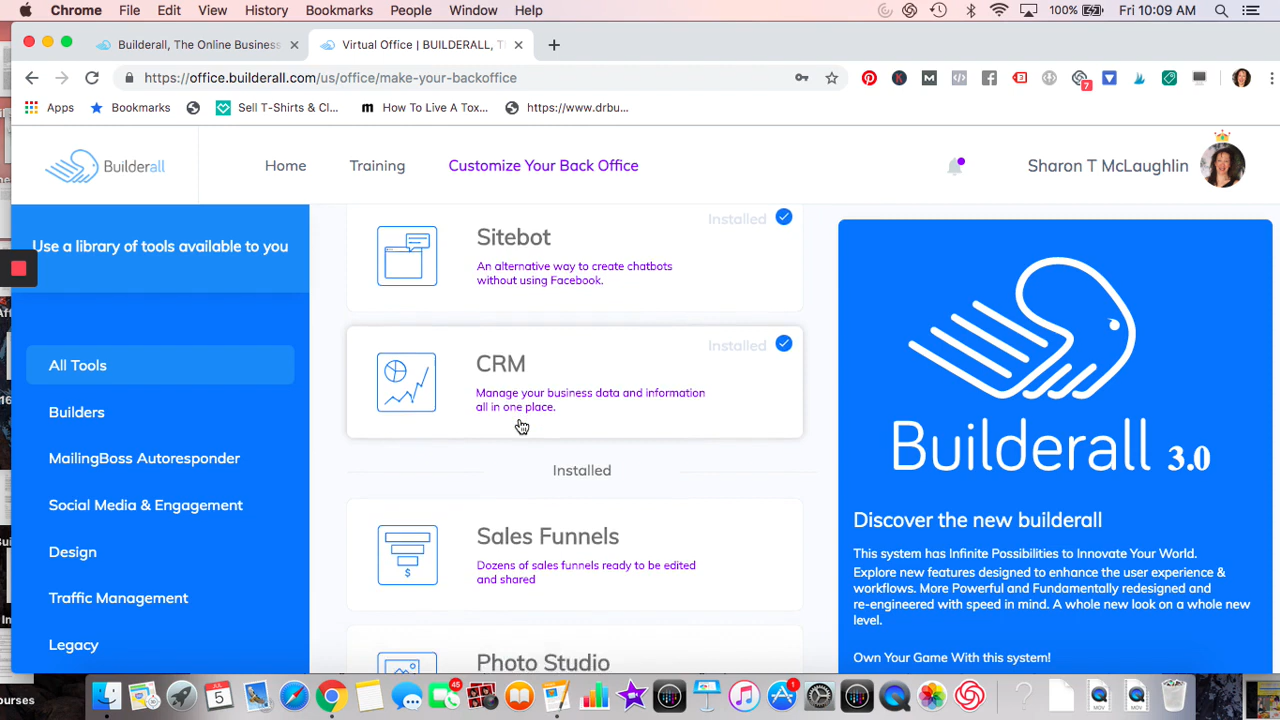 Chrome File Edit View History Bookmarks People Window Help 100% Fri 10:09 AM
Builderall, The Online Business Virtual Office | BUILDERALL, T
https://office.builderall.com/us/office/make-your-backoffice 7
Apps Bookmarks Sell T-Shirts & Cl... How To Live A Tox... https://www.drbu...
Builderall Home Training Customize Your Back Office Sharon T McLaughlin
Use a library of tools available to you
All Tools
Builders
MailingBoss Autoresponder
Social Media & Engagement
Design
Traffic Management
Legacy
Installed
Sitebot
An alternative way to create chatbots
without using Facebook.
Installed
CRM
Manage your business data and information
all in one place.
Installed
Sales Funnels
Dozens of sales funnels ready to be edited
and shared
Photo Studio
Builderall 3.0
Discover the new builderall
This system has Infinite Possibilities to Innovate Your World.
Explore new features designed to enhance the user experience &
workflows. More Powerful and Fundamentally redesigned and
re-engineered with speed in mind. A whole new look on a whole new
level.
Own Your Game With this system!
ourses
5
45
1
MOV
MOV